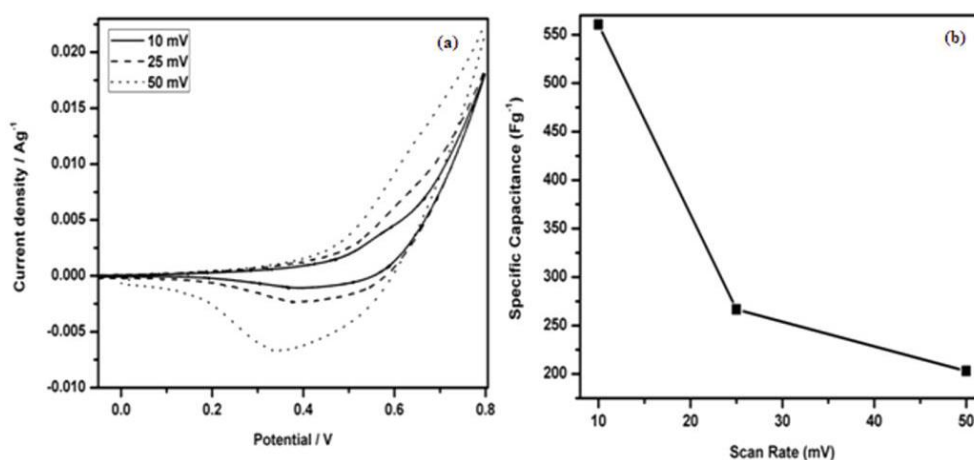 (a)
10 mV
25 mV
50 mV
0.020
0.015
0.010
0.005
0.000
-0.005
-0.010
Current density / Ag⁻¹
0.0 0.2 0.4 0.6 0.8
Potential / V
(b)
550
500
450
400
350
300
250
200
Specific Capacitance (Fg⁻¹)
10 20 30 40 50
Scan Rate (mV)